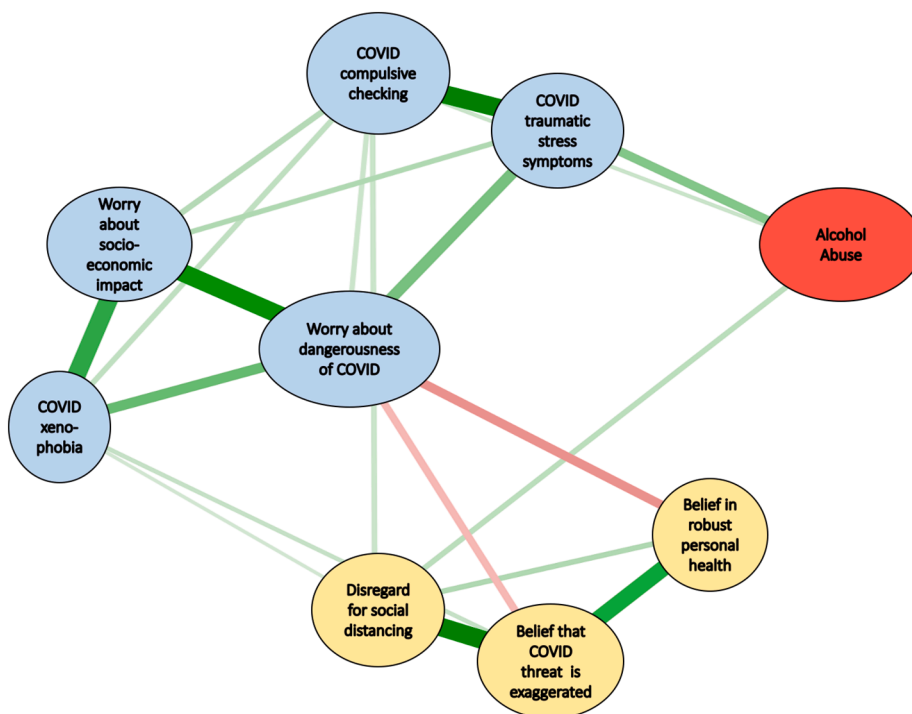 COVID
compulsive
checking
COVID
traumatic
stress
symptoms
Worry
about
socio-
economic
impact
Alcohol
Abuse
Worry about
dangerousness
of COVID
COVID
xeno-
phobia
Belief in
robust
personal
health
Disregard
for social
distancing
Belief that
COVID
threat is
exaggerated